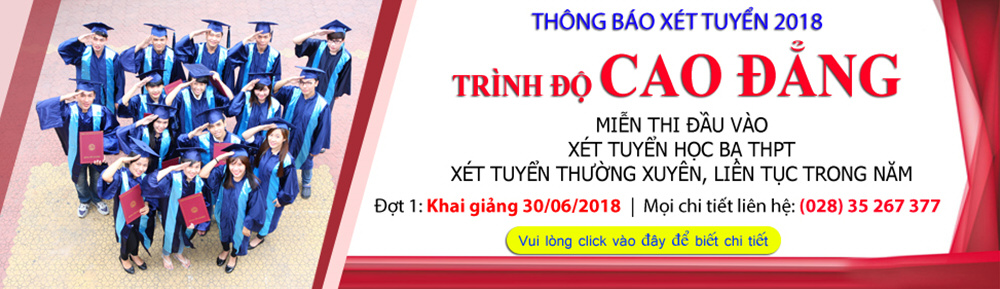 THÔNG BÁO XÉT TUYỂN 2018
TRÌNH ĐỘ CAO ĐẲNG
MIỄN THI ĐẦU VÀO
XÉT TUYỂN HỌC BẠ THPT
XÉT TUYỂN THƯỜNG XUYÊN, LIÊN TỤC TRONG NĂM
Đợt 1: Khai giảng 30/06/2018 | Mọi chi tiết liên hệ: (028) 35 267 377
Vui lòng click vào đây để biết chi tiết